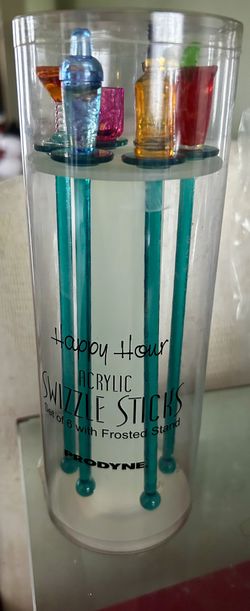 Happy Hour
ACRYLIC
SWIZZLE STICKS
Set of 6 with Frosted Stand
PRODYNE